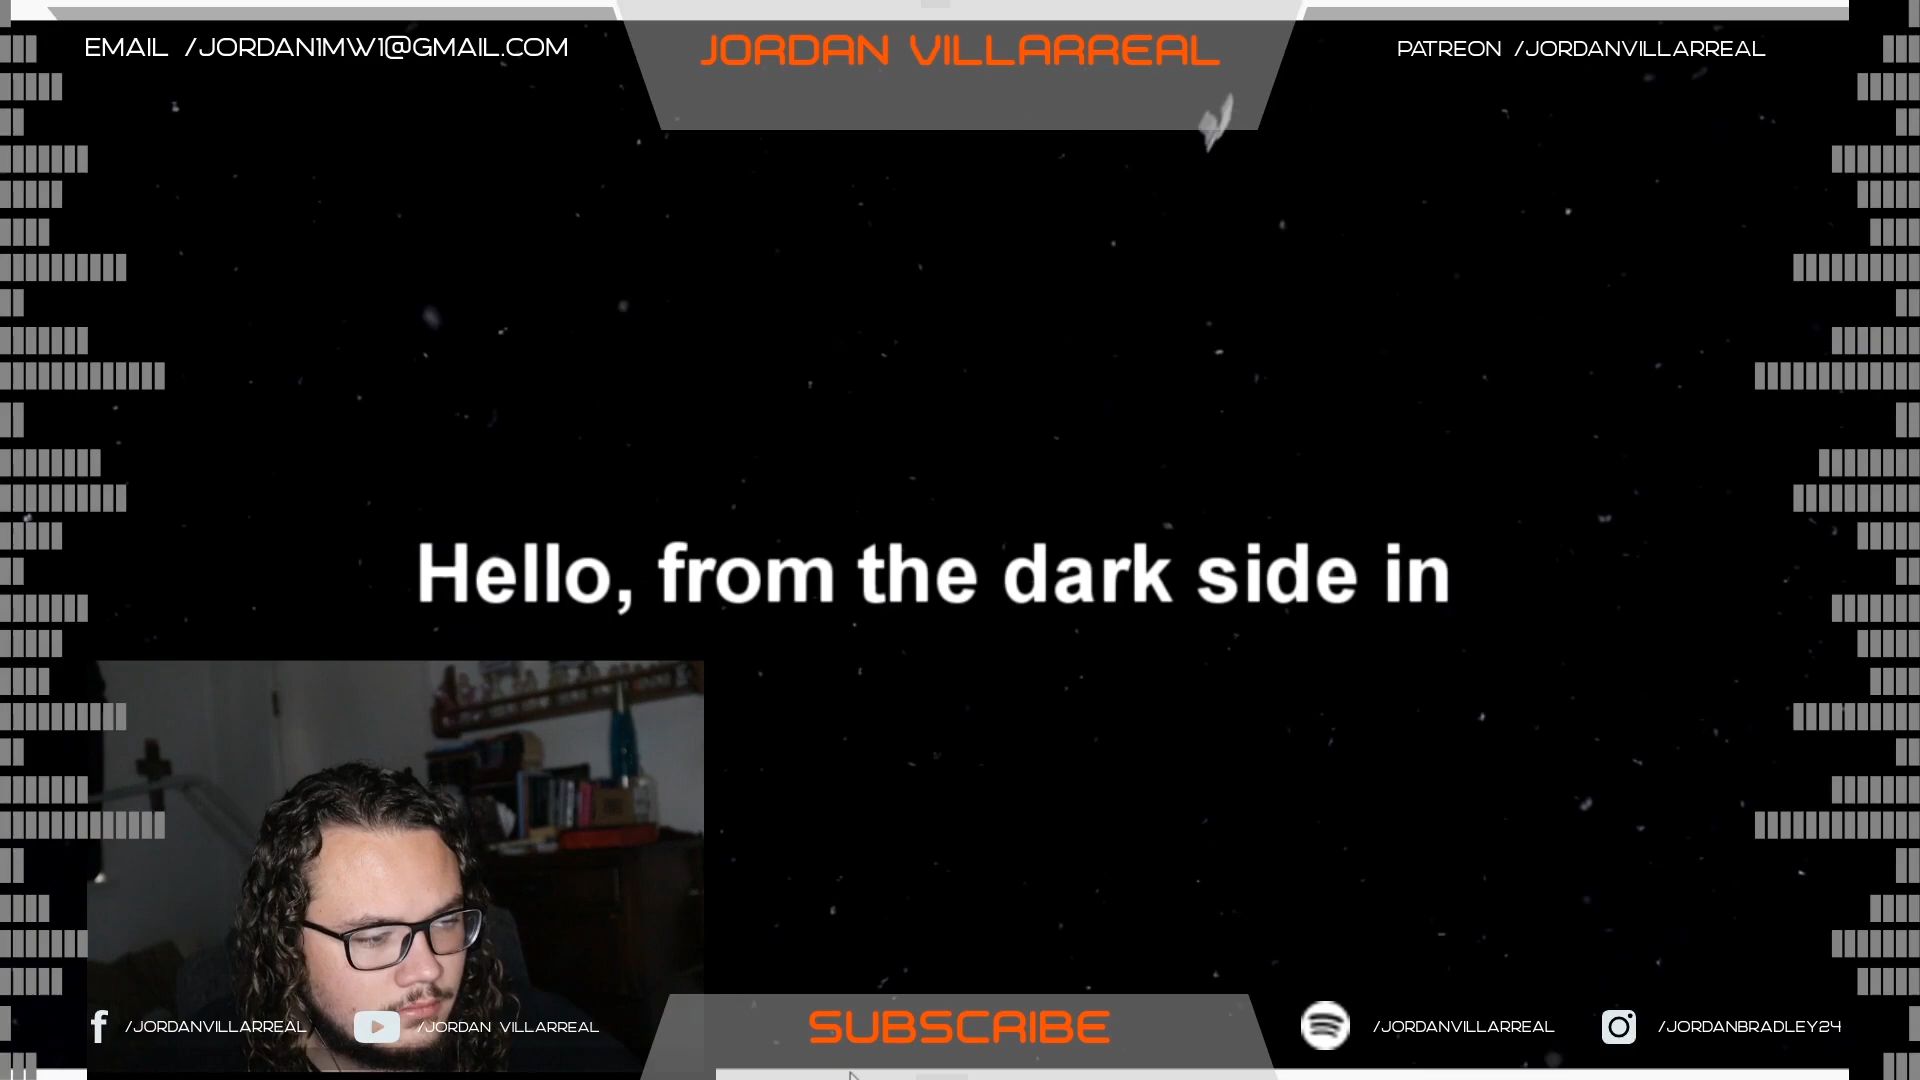 EMAIL /JORDAN1MW1@GMAIL.COM
JORDAN VILLARREAL
PATREON /JORDANVILLARREAL
Hello, from the dark side in
/JORDANVILLARREAL
/JORDAN VILLARREAL
SUBSCRIBE
/JORDANVILLARREAL
/JORDANBRADLEY24